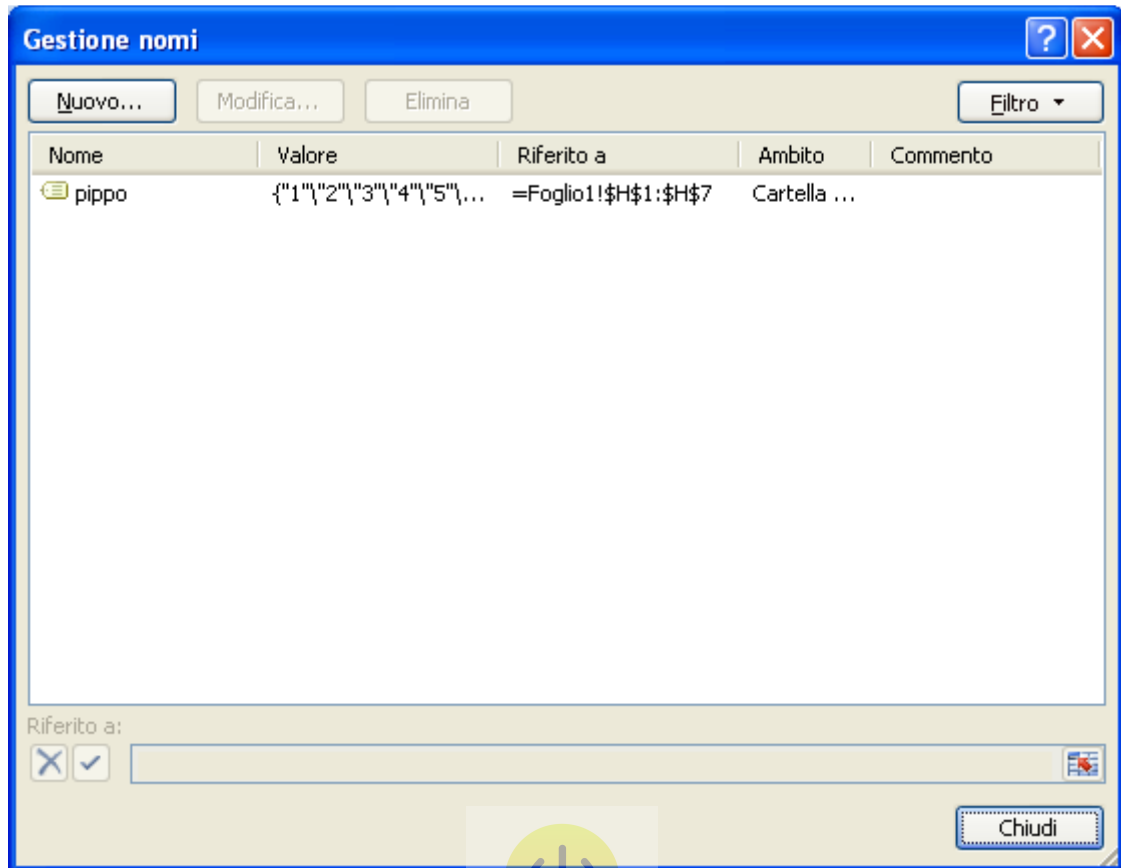 Gestione nomi
Nuovo... Modifica... Elimina Filtro
Nome Valore Riferito a Ambito Commento
pippo {"1"\"2"\"3"\"4"\"5"\... =Foglio1!$H$1:$H$7 Cartella ...
Riferito a:
Chiudi